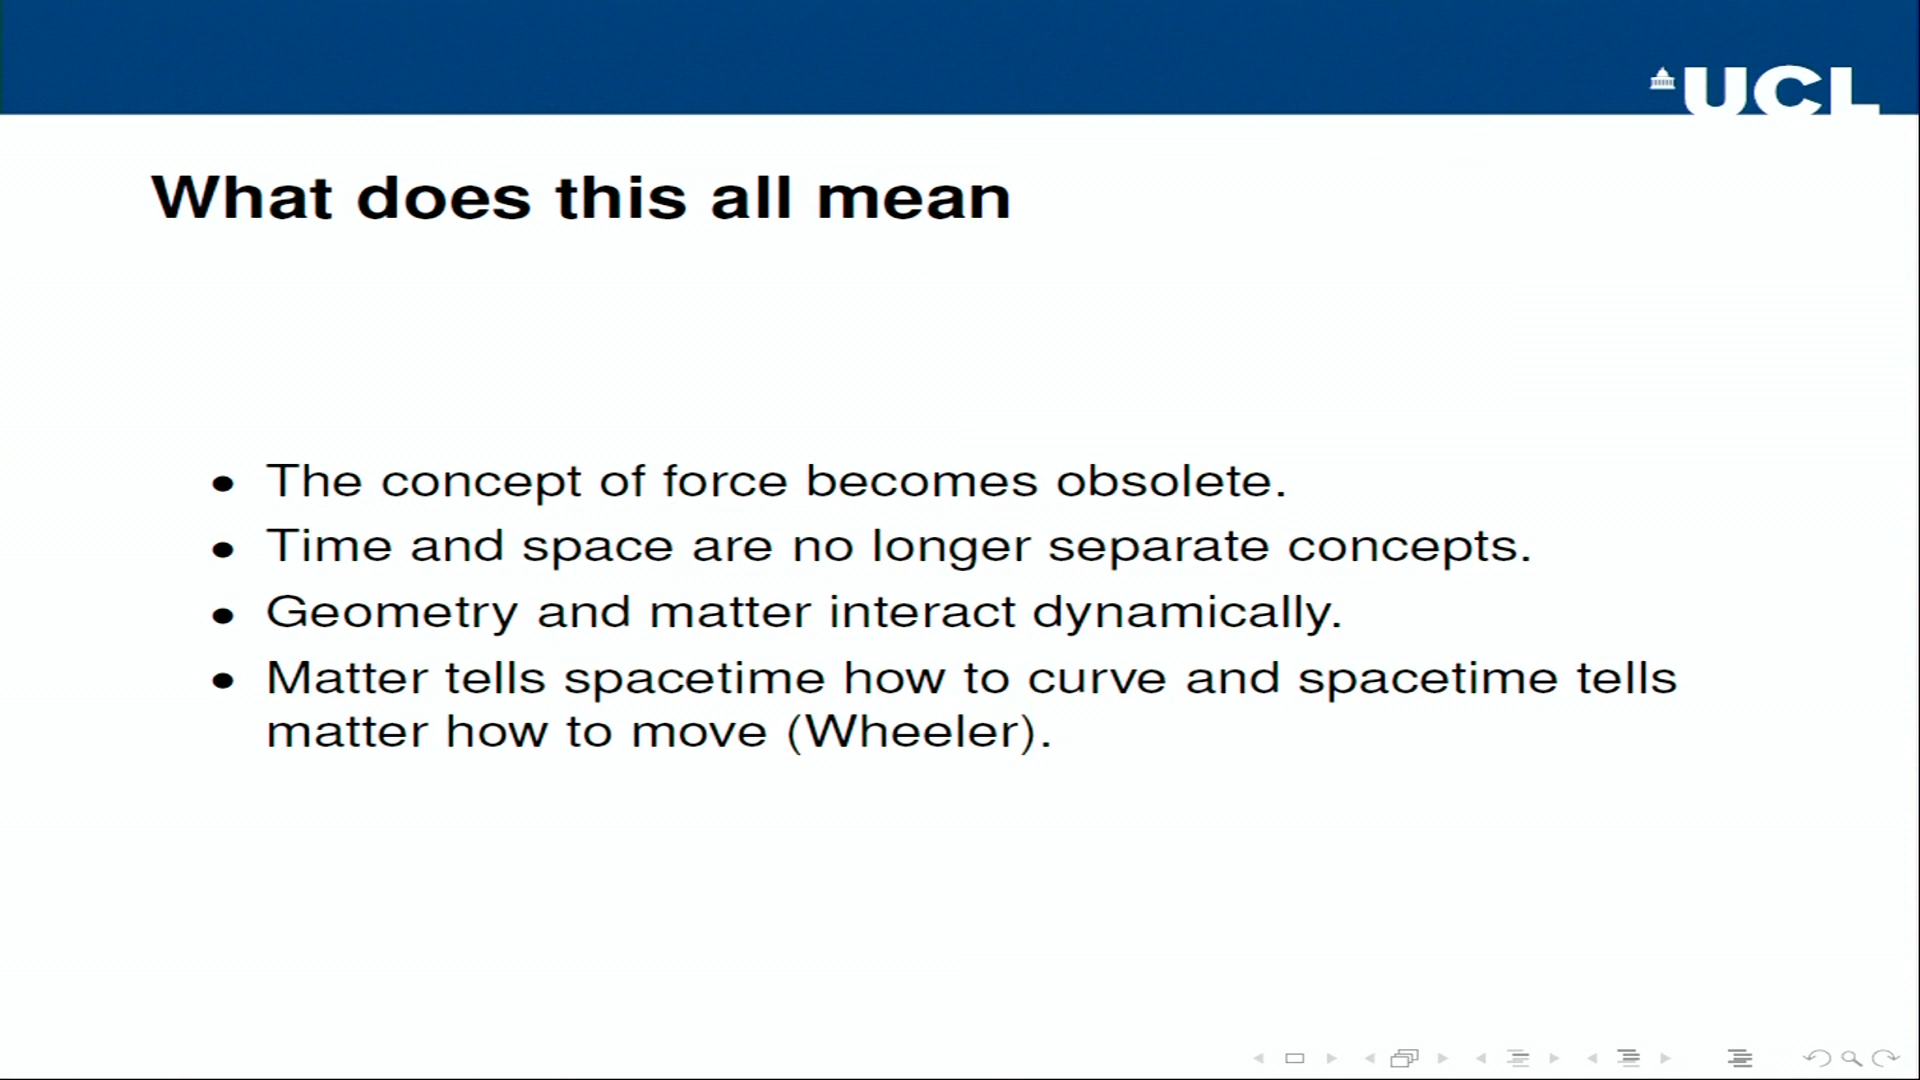 UCL
What does this all mean
• The concept of force becomes obsolete.
• Time and space are no longer separate concepts.
• Geometry and matter interact dynamically.
• Matter tells spacetime how to curve and spacetime tells
matter how to move (Wheeler).